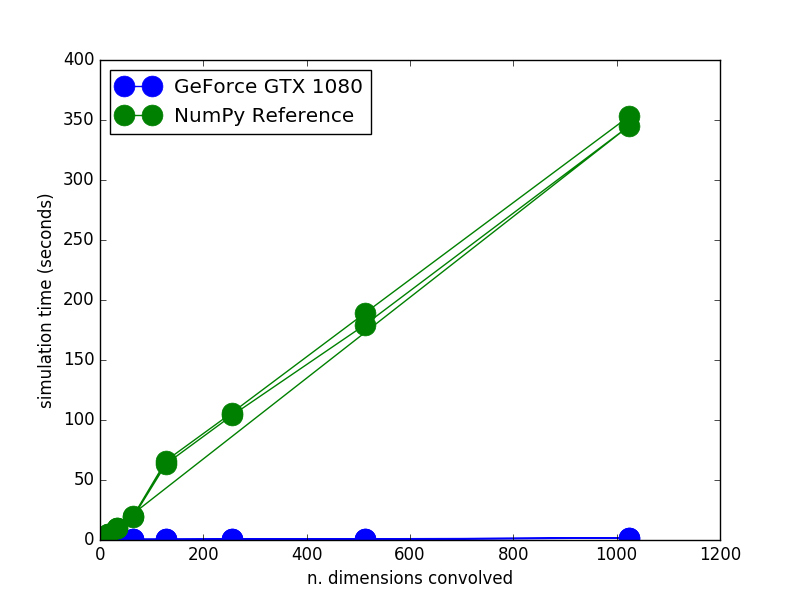 GeForce GTX 1080
NumPy Reference
400
350
300
250
200
150
100
50
0
simulation time (seconds)
0 200 400 600 800 1000 1200
n. dimensions convolved